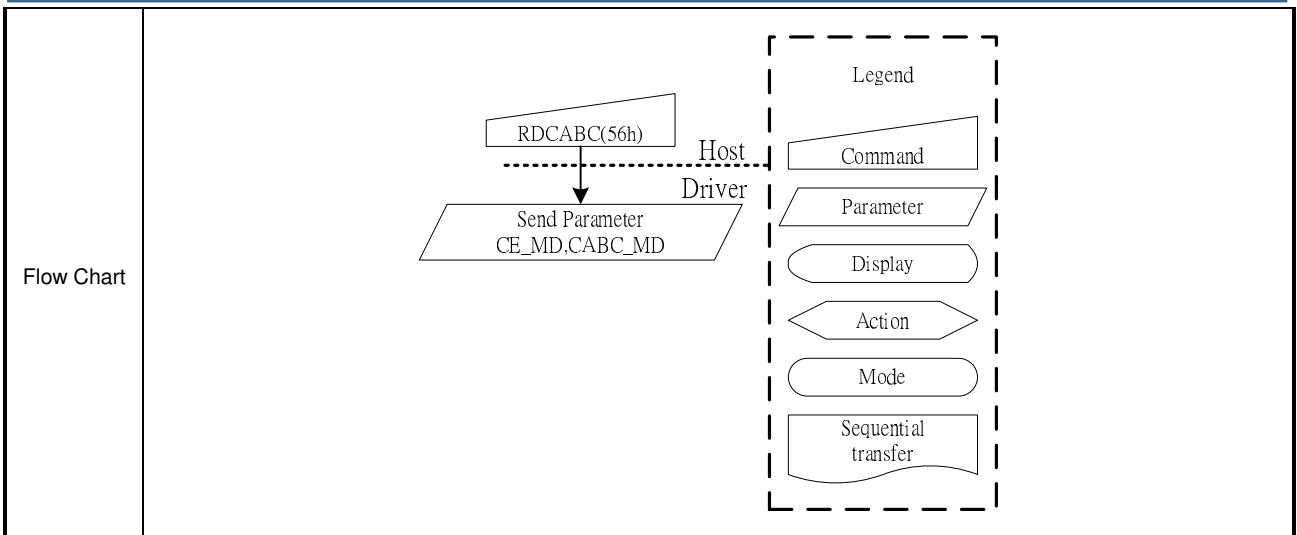 Flow Chart
RDCABC(56h)
Host
Driver
Send Parameter
CE_MD,CABC_MD
Legend
Command
Parameter
Display
Action
Mode
Sequential
transfer